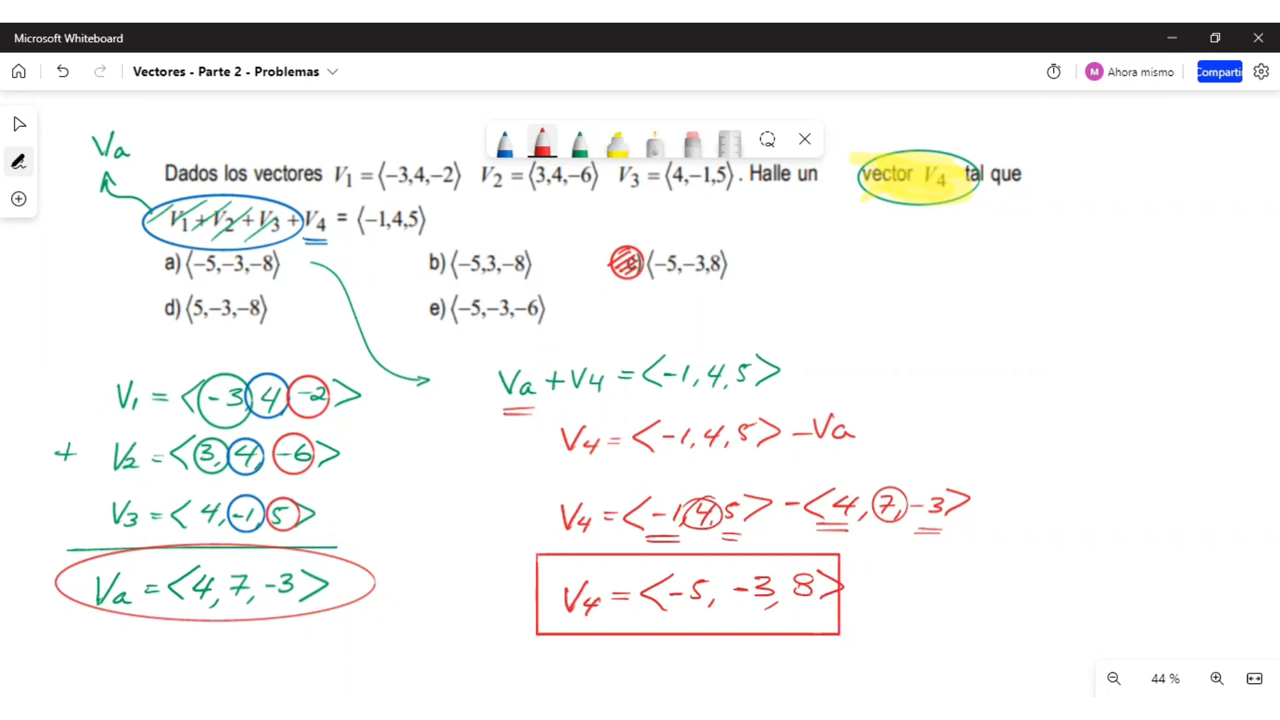 Microsoft Whiteboard
Vectores - Parte 2 - Problemas
M Ahora mismo Comparti
Va
Dados los vectores V₁ = ⟨−3,4,−2⟩ V₂ = ⟨3,4,−6⟩ V₃ = ⟨4,−1,5⟩ . Halle un vector V₄ tal que
V₁ + V₂ + V₃ + V₄ = ⟨−1,4,5⟩
a) ⟨−5,−3,−8⟩ b) ⟨−5,3,−8⟩ c) ⟨−5,−3,8⟩
d) ⟨5,−3,−8⟩ e) ⟨−5,−3,−6⟩
V₁ = <-3, 4, -2>
+ V₂ = <3, 4, -6>
V₃ = <4, -1, 5>
Va = <4, 7, -3>
Va + V₄ = <-1, 4, 5>
V₄ = <-1, 4, 5> - Va
V₄ = <-1, 4, 5> - <4, 7, -3>
V₄ = <-5, -3, 8>
44 %